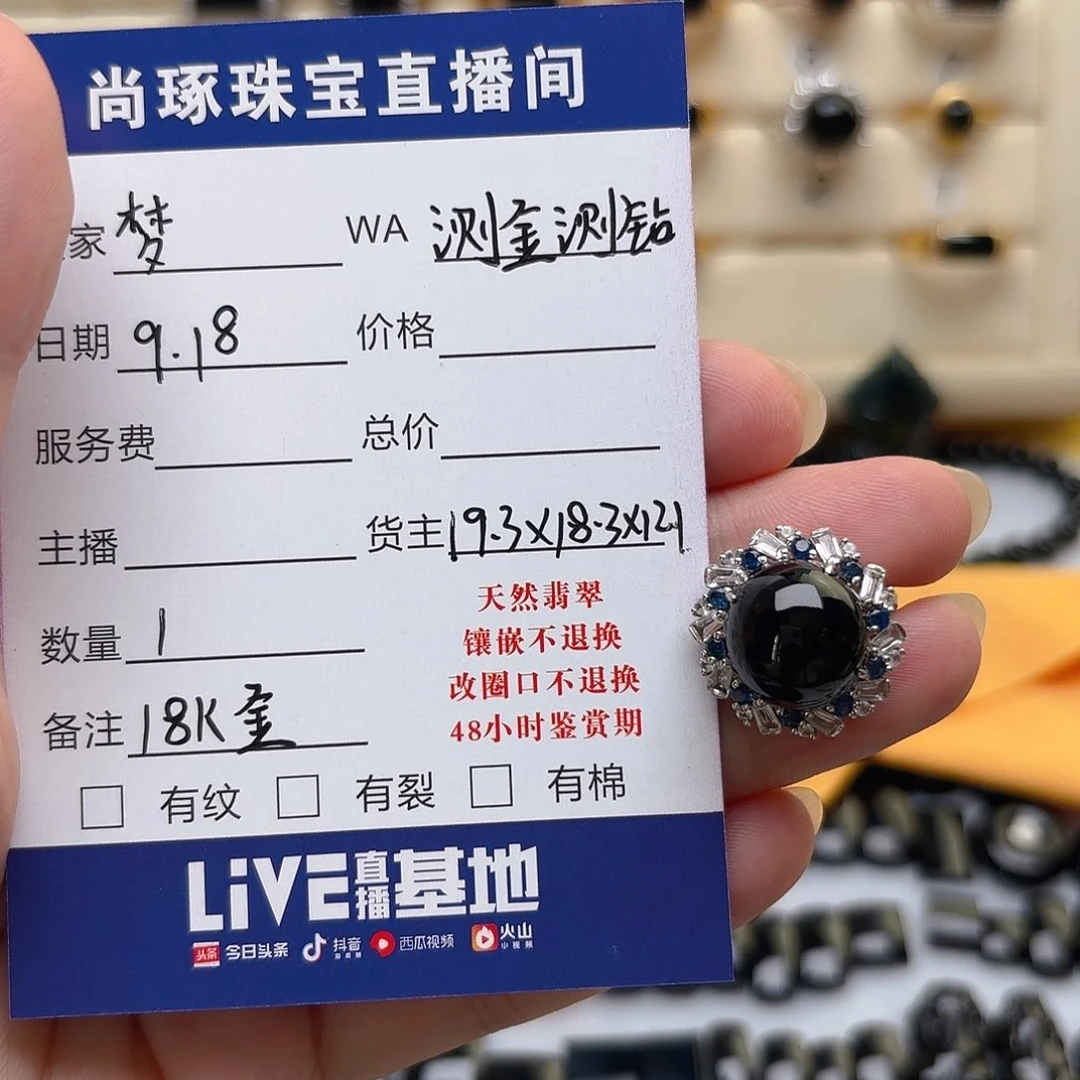 尚琢珠宝直播间
家 梦 WA 测金测钻
日期 9.18 价格
服务费 总价
主播 货主 19.3X18.3X12.1
数量 1
备注 18K金
天然翡翠
镶嵌不退换
改圈口不退换
48小时鉴赏期
有纹 有裂 有棉
LiVE直播基地
头条 今日头条 抖音 西瓜视频 火山小视频